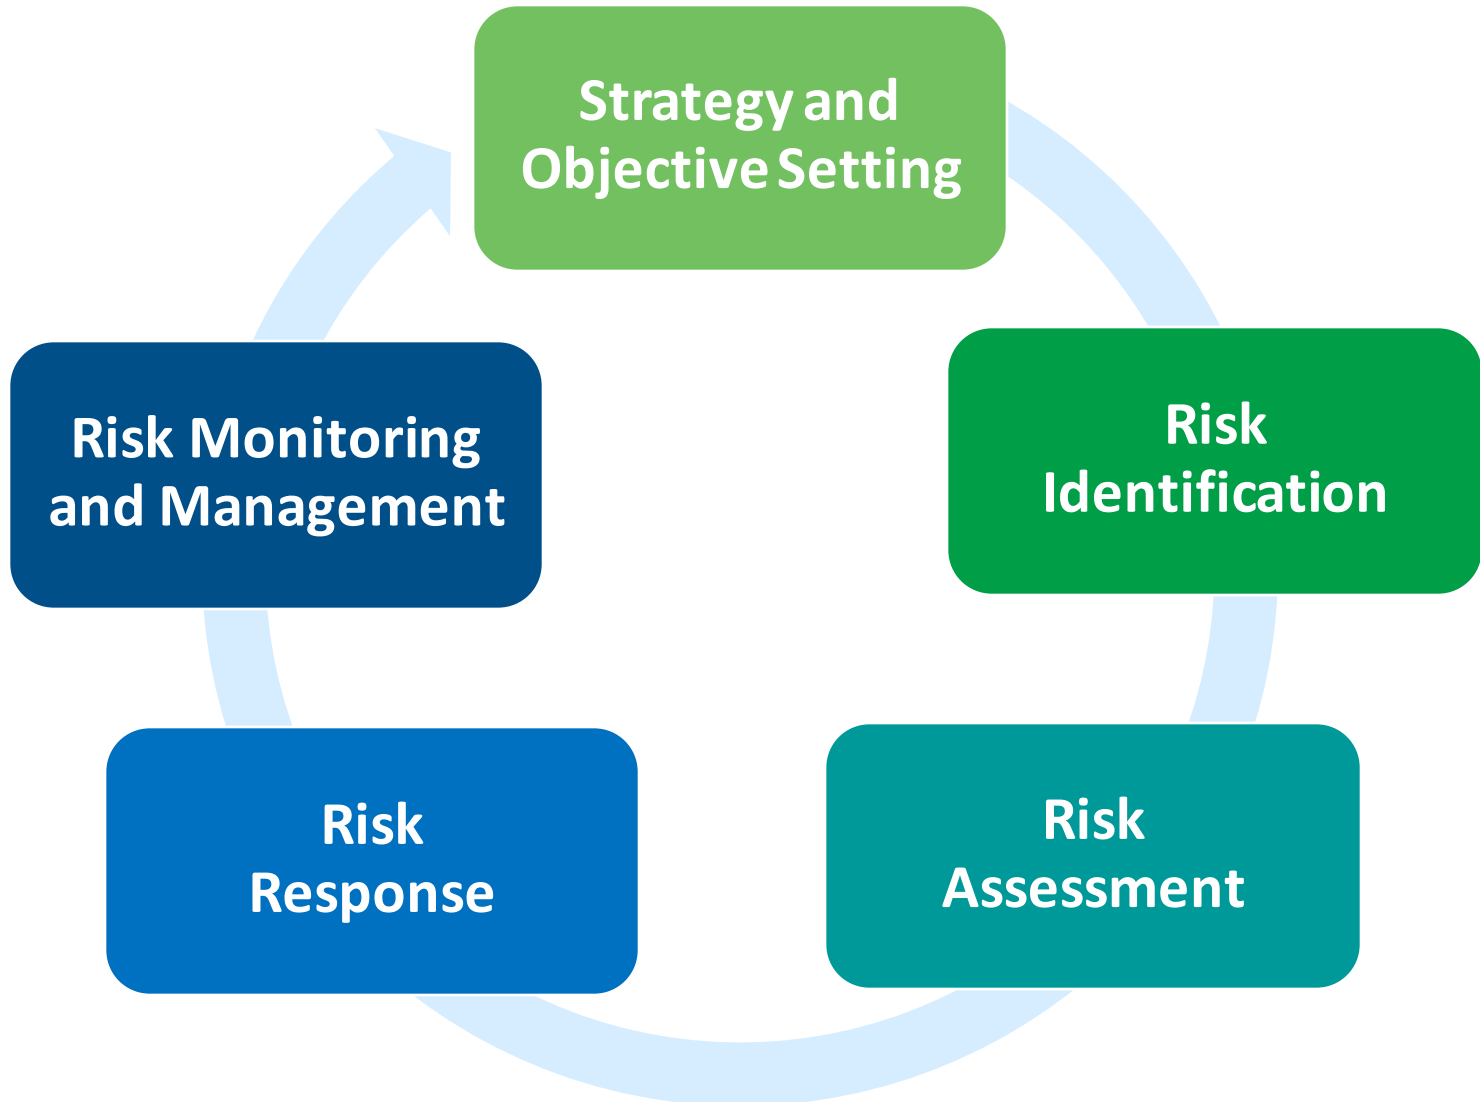 Strategy and
Objective Setting
Risk
Identification
Risk
Assessment
Risk
Response
Risk Monitoring
and Management